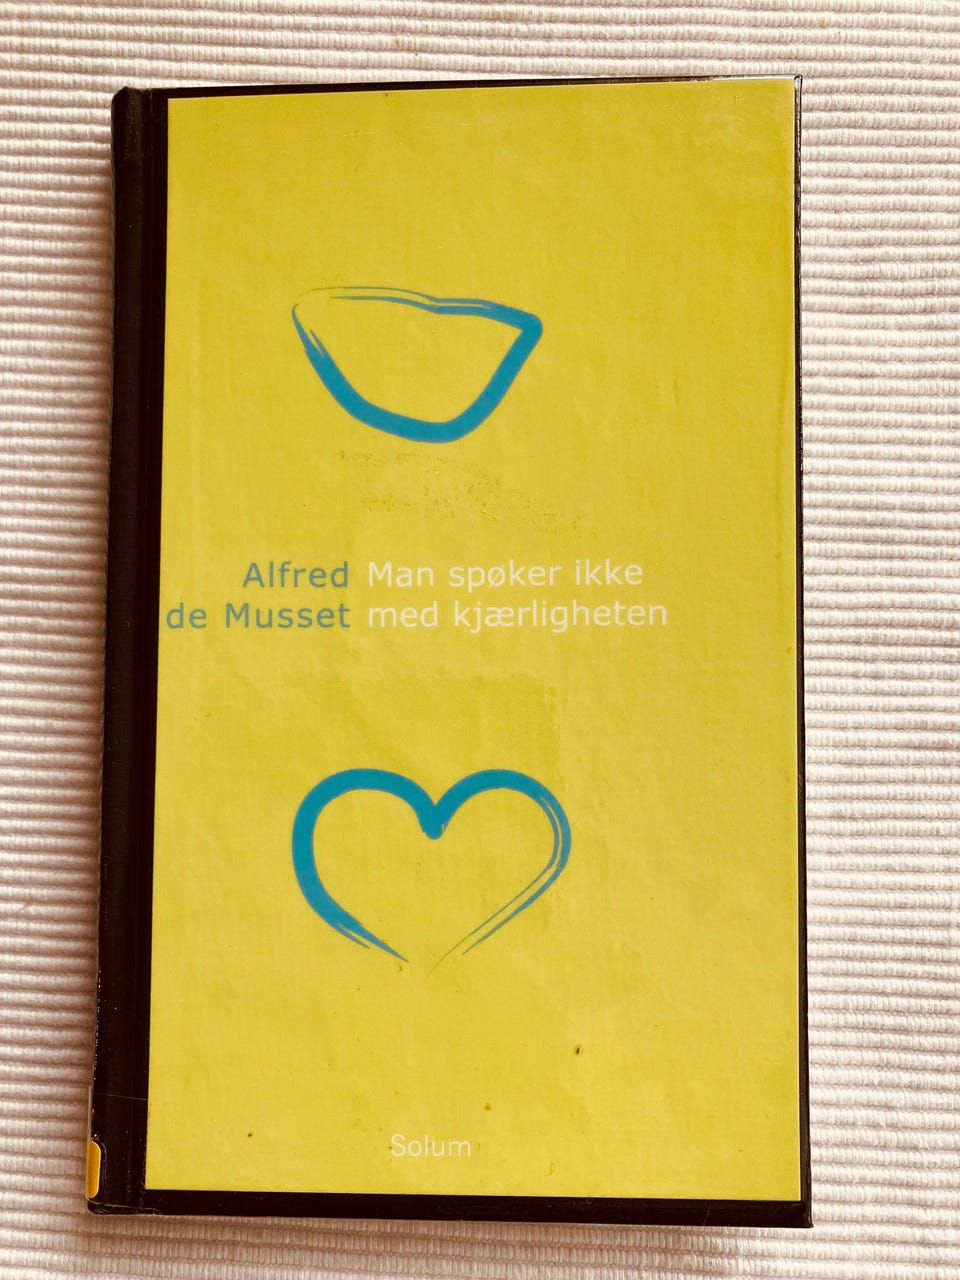 Alfred
de Musset
Man spøker ikke
med kjærligheten
Solum